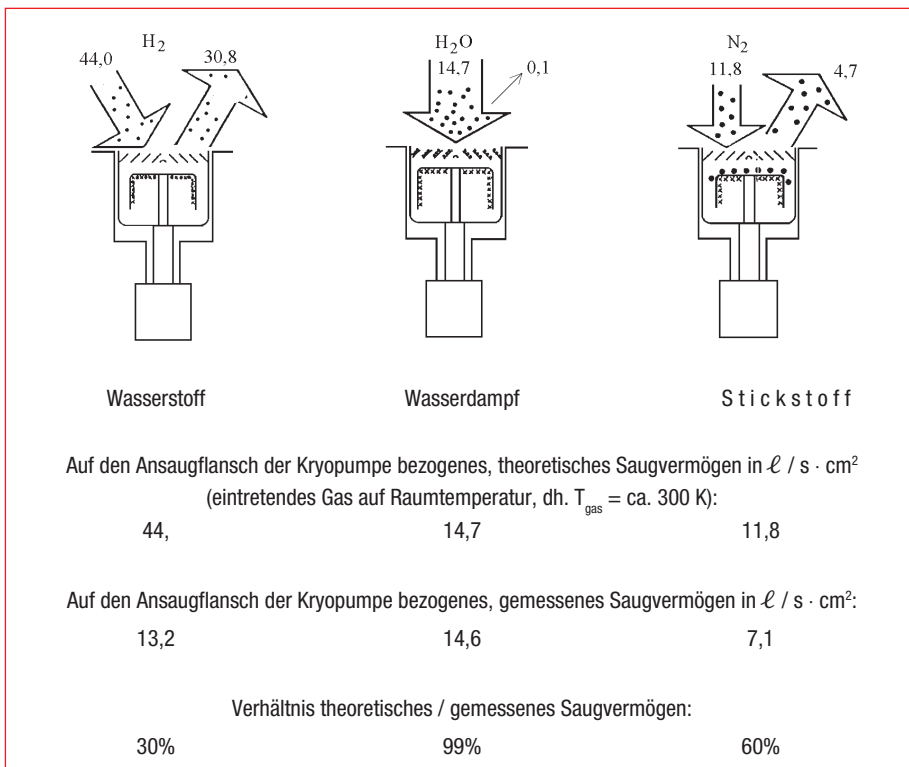 H2 H2O N2
44,0 30,8 14,7 0,1 11,8 4,7
Wasserstoff Wasserdampf Stickstoff
Auf den Ansaugflansch der Kryopumpe bezogenes, theoretisches Saugvermögen in ℓ / s · cm²
(eintretendes Gas auf Raumtemperatur, dh. Tgas = ca. 300 K):
44, 14,7 11,8
Auf den Ansaugflansch der Kryopumpe bezogenes, gemessenes Saugvermögen in ℓ / s · cm²:
13,2 14,6 7,1
Verhältnis theoretisches / gemessenes Saugvermögen:
30% 99% 60%